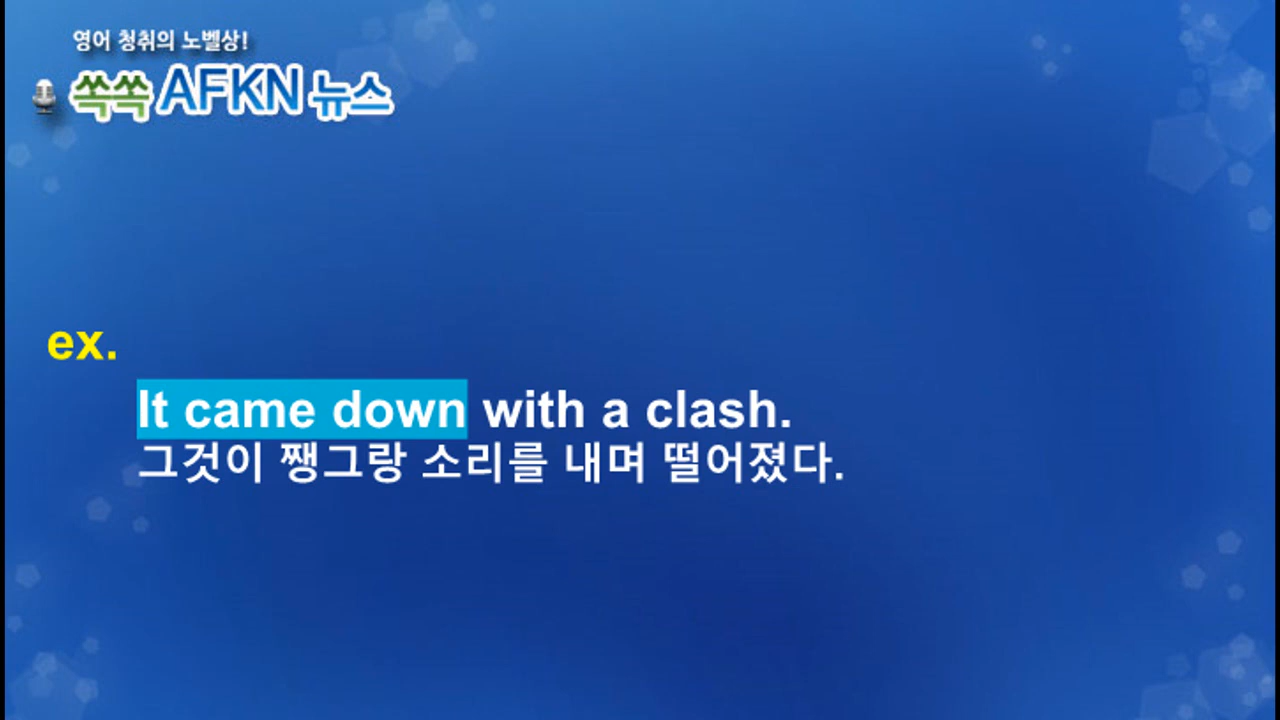 영어 청취의 노벨상!
쏙쏙 AFKN 뉴스
ex.
It came down with a clash.
그것이 쨍그랑 소리를 내며 떨어졌다.